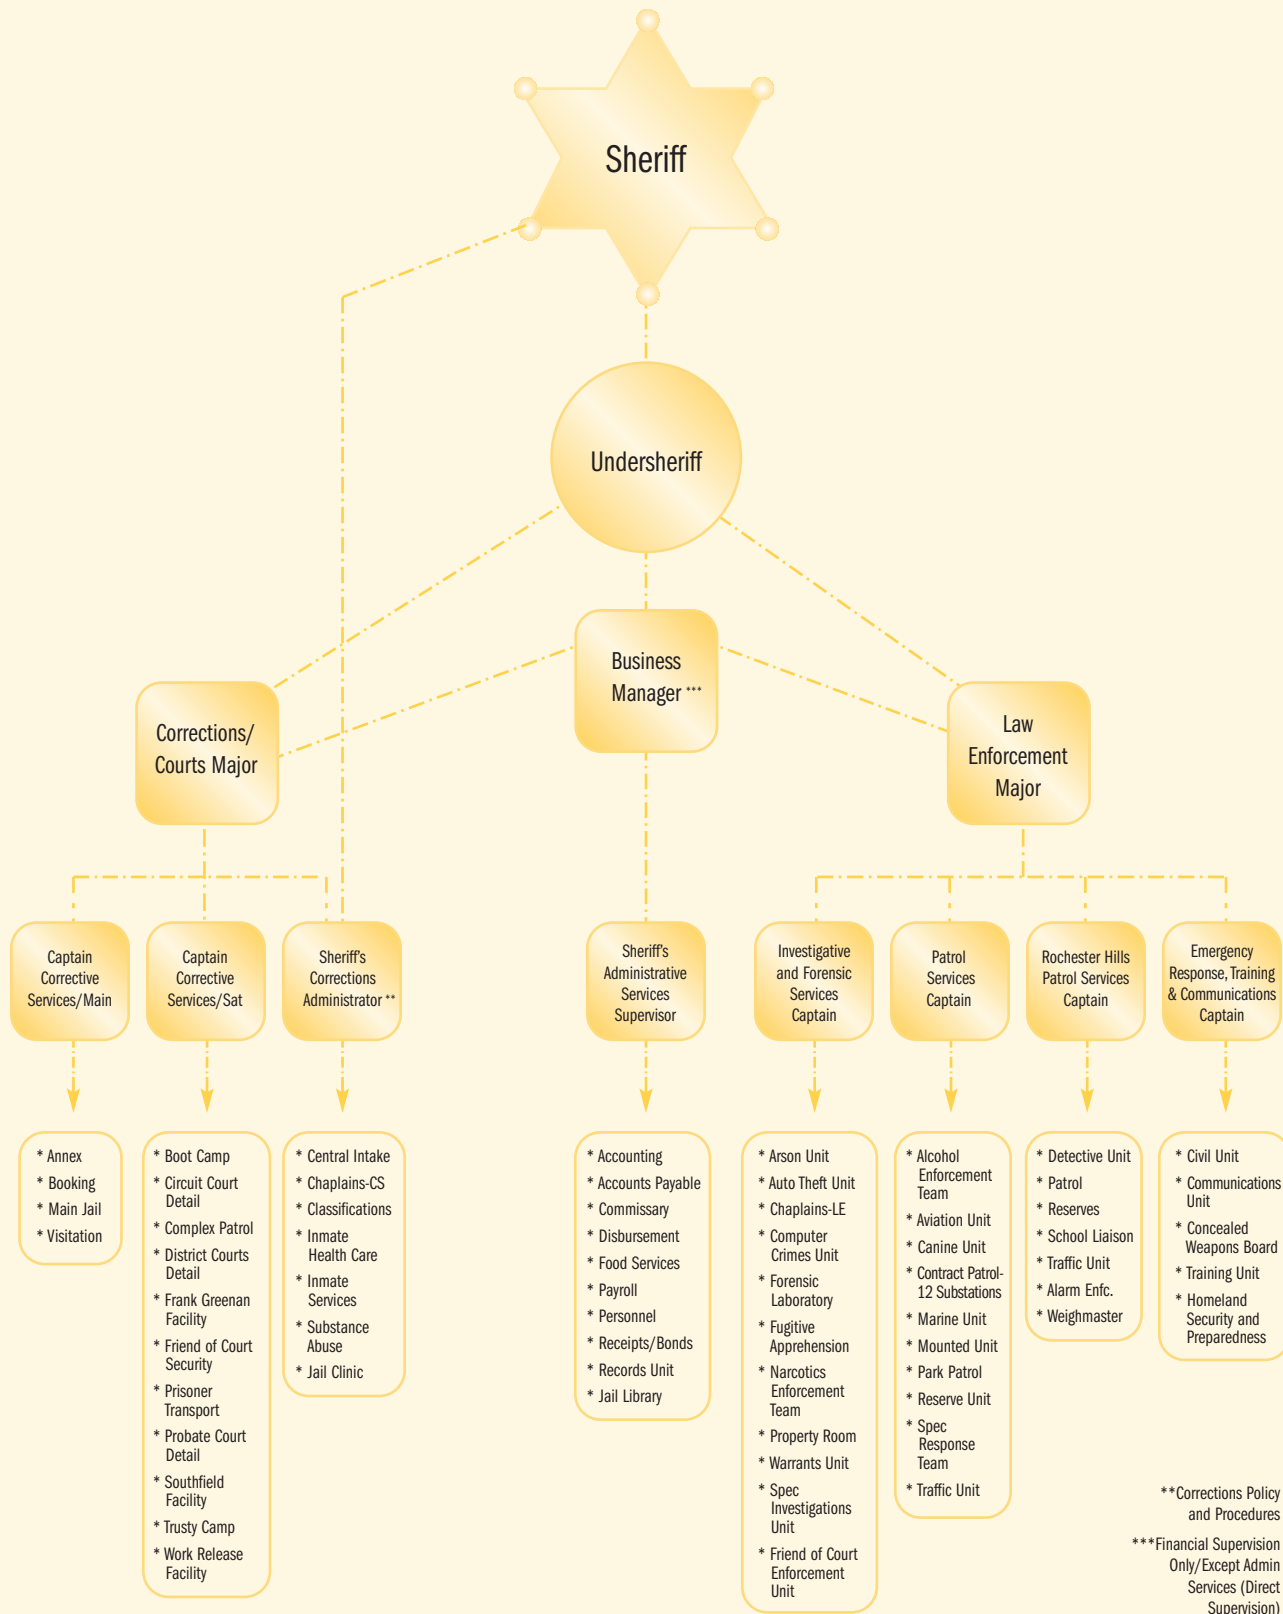 Sheriff
Undersheriff
Business
Manager ***
Corrections/
Courts Major
Law
Enforcement
Major
Captain
Corrective
Services/Main
Captain
Corrective
Services/Sat
Sheriff's
Corrections
Administrator **
Sheriff's
Administrative
Services
Supervisor
Investigative
and Forensic
Services
Captain
Patrol
Services
Captain
Rochester Hills
Patrol Services
Captain
Emergency
Response, Training
& Communications
Captain
* Annex
* Booking
* Main Jail
* Visitation
* Boot Camp
* Circuit Court
Detail
* Complex Patrol
* District Courts
Detail
* Frank Greenan
Facility
* Friend of Court
Security
* Prisoner
Transport
* Probate Court
Detail
* Southfield
Facility
* Trusty Camp
* Work Release
Facility
* Central Intake
* Chaplains-CS
* Classifications
* Inmate
Health Care
* Inmate
Services
* Substance
Abuse
* Jail Clinic
* Accounting
* Accounts Payable
* Commissary
* Disbursement
* Food Services
* Payroll
* Personnel
* Receipts/Bonds
* Records Unit
* Jail Library
* Arson Unit
* Auto Theft Unit
* Chaplains-LE
* Computer
Crimes Unit
* Forensic
Laboratory
* Fugitive
Apprehension
* Narcotics
Enforcement
Team
* Property Room
* Warrants Unit
* Spec
Investigations
Unit
* Friend of Court
Enforcement
Unit
* Alcohol
Enforcement
Team
* Aviation Unit
* Canine Unit
* Contract Patrol-
12 Substations
* Marine Unit
* Mounted Unit
* Park Patrol
* Reserve Unit
* Spec
Response
Team
* Traffic Unit
* Detective Unit
* Patrol
* Reserves
* School Liaison
* Traffic Unit
* Alarm Enfc.
* Weighmaster
* Civil Unit
* Communications
Unit
* Concealed
Weapons Board
* Training Unit
* Homeland
Security and
Preparedness
**Corrections Policy
and Procedures
***Financial Supervision
Only/Except Admin
Services (Direct
Supervision)